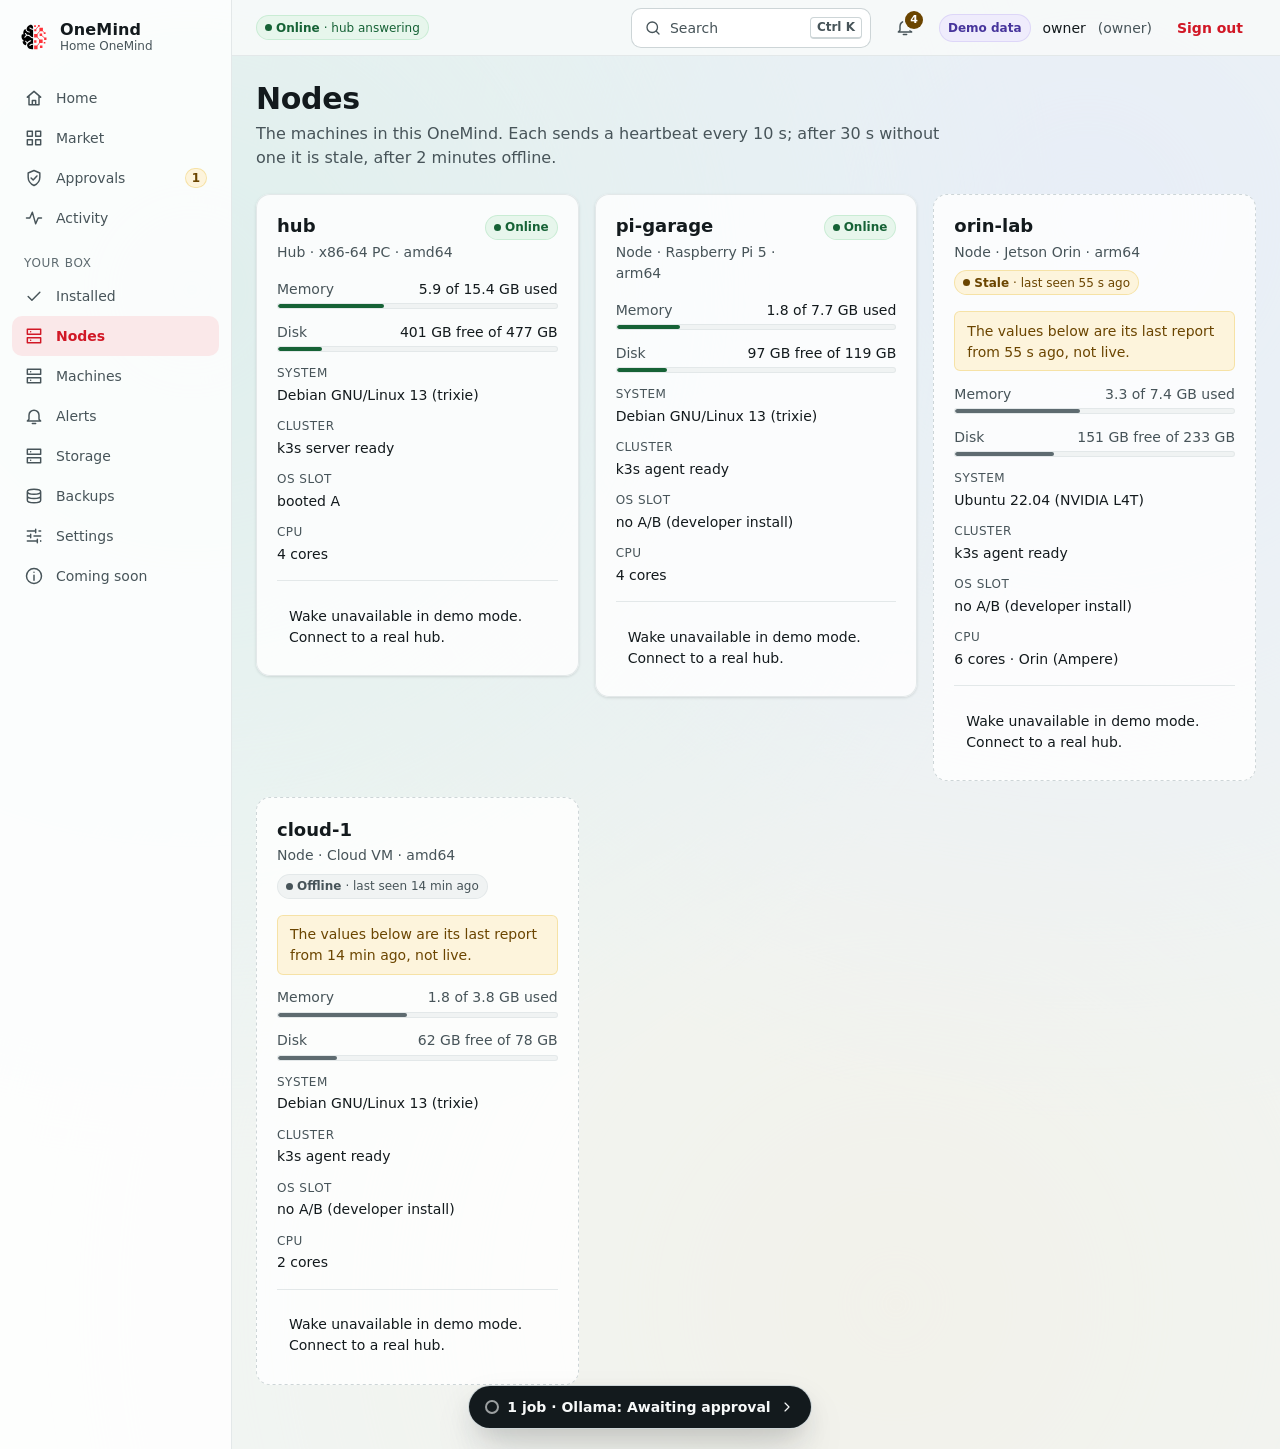 OneMind
Home OneMind
Home
Market
Approvals 1
Activity
YOUR BOX
Installed
Nodes
Machines
Alerts
Storage
Backups
Settings
Coming soon
Online · hub answering
Search Ctrl K
4
Demo data
owner (owner)
Sign out
Nodes
The machines in this OneMind. Each sends a heartbeat every 10 s; after 30 s without
one it is stale, after 2 minutes offline.
hub Online
Hub · x86-64 PC · amd64
Memory 5.9 of 15.4 GB used
Disk 401 GB free of 477 GB
SYSTEM
Debian GNU/Linux 13 (trixie)
CLUSTER
k3s server ready
OS SLOT
booted A
CPU
4 cores
Wake unavailable in demo mode.
Connect to a real hub.
pi-garage Online
Node · Raspberry Pi 5 ·
arm64
Memory 1.8 of 7.7 GB used
Disk 97 GB free of 119 GB
SYSTEM
Debian GNU/Linux 13 (trixie)
CLUSTER
k3s agent ready
OS SLOT
no A/B (developer install)
CPU
4 cores
Wake unavailable in demo mode.
Connect to a real hub.
orin-lab
Node · Jetson Orin · arm64
Stale · last seen 55 s ago
The values below are its last report
from 55 s ago, not live.
Memory 3.3 of 7.4 GB used
Disk 151 GB free of 233 GB
SYSTEM
Ubuntu 22.04 (NVIDIA L4T)
CLUSTER
k3s agent ready
OS SLOT
no A/B (developer install)
CPU
6 cores · Orin (Ampere)
Wake unavailable in demo mode.
Connect to a real hub.
cloud-1
Node · Cloud VM · amd64
Offline · last seen 14 min ago
The values below are its last report
from 14 min ago, not live.
Memory 1.8 of 3.8 GB used
Disk 62 GB free of 78 GB
SYSTEM
Debian GNU/Linux 13 (trixie)
CLUSTER
k3s agent ready
OS SLOT
no A/B (developer install)
CPU
2 cores
Wake unavailable in demo mode.
Connect to a real hub.
1 job · Ollama: Awaiting approval